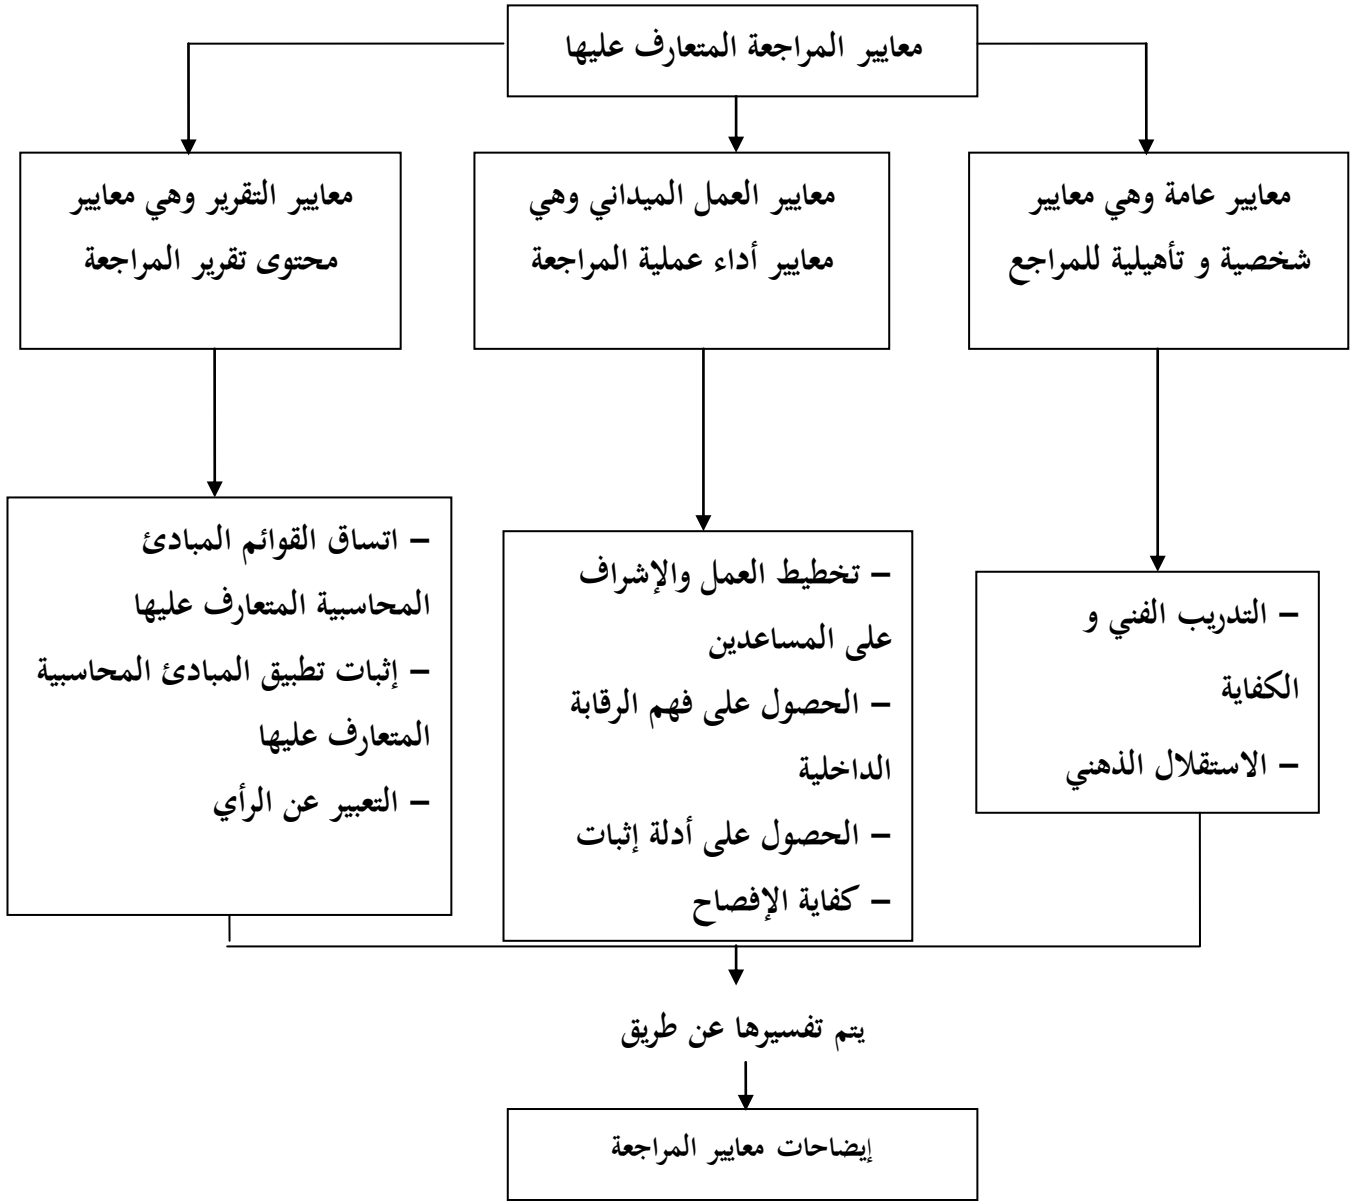 معايير المراجعة المتعارف عليها
معايير عامة وهي معايير
شخصية و تأهيلية للمراجع
معايير العمل الميداني وهي
معايير أداء عملية المراجعة
معايير التقرير وهي معايير
محتوى تقرير المراجعة
– التدريب الفني و
الكفاية
– الاستقلال الذهني
– تخطيط العمل والإشراف
على المساعدين
– الحصول على فهم الرقابة
الداخلية
– الحصول على أدلة إثبات
– كفاية الإفصاح
– اتساق القوائم المبادئ
المحاسبية المتعارف عليها
– إثبات تطبيق المبادئ المحاسبية
المتعارف عليها
– التعبير عن الرأي
يتم تفسيرها عن طريق
إيضاحات معايير المراجعة